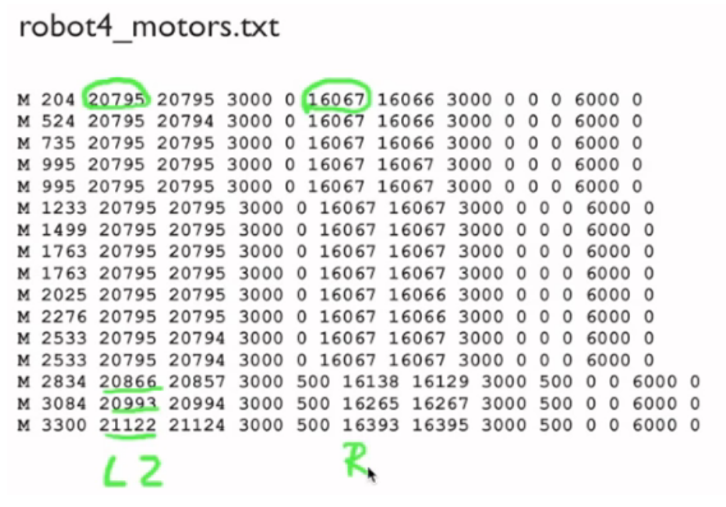 robot4_motors.txt
M 204 20795 20795 3000 0 16067 16066 3000 0 0 0 6000 0
M 524 20795 20794 3000 0 16067 16066 3000 0 0 0 6000 0
M 735 20795 20795 3000 0 16067 16066 3000 0 0 0 6000 0
M 995 20795 20795 3000 0 16067 16067 3000 0 0 0 6000 0
M 995 20795 20795 3000 0 16067 16067 3000 0 0 0 6000 0
M 1233 20795 20795 3000 0 16067 16067 3000 0 0 0 6000 0
M 1499 20795 20795 3000 0 16067 16067 3000 0 0 0 6000 0
M 1763 20795 20795 3000 0 16067 16067 3000 0 0 0 6000 0
M 1763 20795 20795 3000 0 16067 16067 3000 0 0 0 6000 0
M 2025 20795 20795 3000 0 16067 16066 3000 0 0 0 6000 0
M 2276 20795 20795 3000 0 16067 16066 3000 0 0 0 6000 0
M 2533 20795 20794 3000 0 16067 16067 3000 0 0 0 6000 0
M 2533 20795 20794 3000 0 16067 16067 3000 0 0 0 6000 0
M 2834 20866 20857 3000 500 16138 16129 3000 500 0 0 6000 0
M 3084 20993 20994 3000 500 16265 16267 3000 500 0 0 6000 0
M 3300 21122 21124 3000 500 16393 16395 3000 500 0 0 6000 0
L 2 R